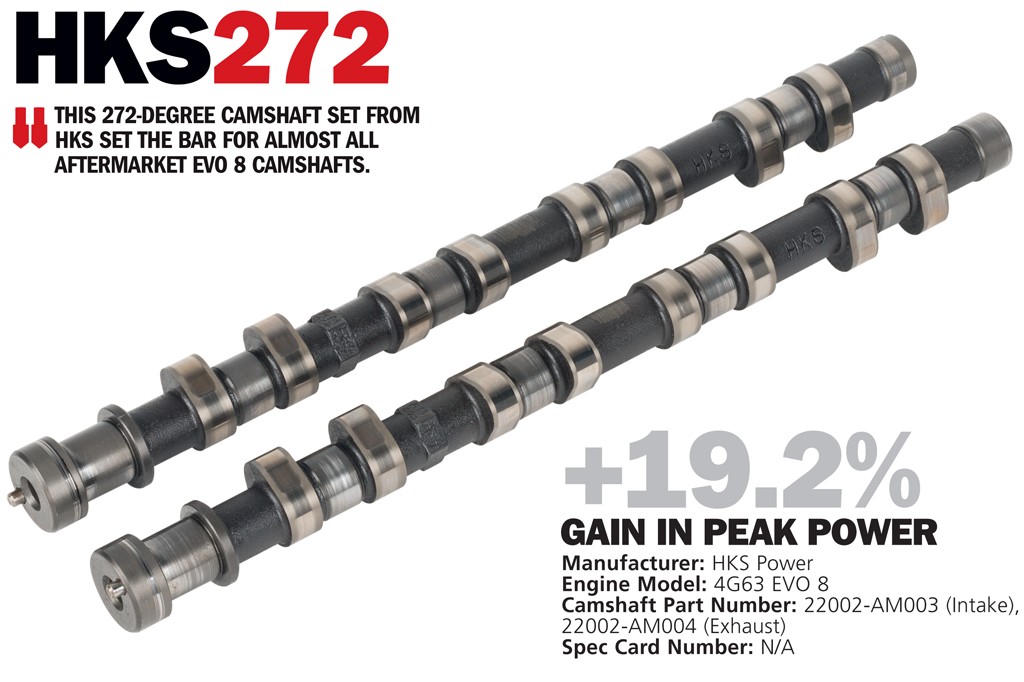 HKS272
THIS 272-DEGREE CAMSHAFT SET FROM
HKS SET THE BAR FOR ALMOST ALL
AFTERMARKET EVO 8 CAMSHAFTS.
HKS
HKS
+19.2%
GAIN IN PEAK POWER
Manufacturer: HKS Power
Engine Model: 4G63 EVO 8
Camshaft Part Number: 22002-AM003 (Intake),
22002-AM004 (Exhaust)
Spec Card Number: N/A